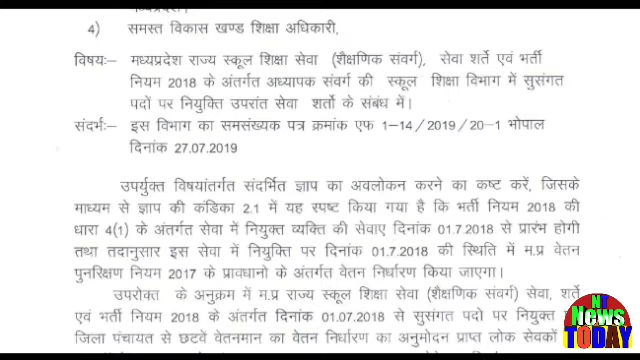 4) समस्त विकास खण्ड शिक्षा अधिकारी,
विषयः- मध्यप्रदेश राज्य स्कूल शिक्षा सेवा (शैक्षणिक संवर्ग), सेवा शर्ते एवं भर्ती
नियम 2018 के अंतर्गत अध्यापक संवर्ग की स्कूल शिक्षा विभाग में सुसंगत
पदों पर नियुक्ति उपरांत सेवा शर्तो के संबंध में।
संदर्भः- इस विभाग का समसंख्यक पत्र क्रमांक एफ 1-14/2019/20-1 भोपाल
दिनांक 27.07.2019
उपर्युक्त विषयांतर्गत संदर्भित ज्ञाप का अवलोकन करने का कष्ट करें, जिसके
माध्यम से ज्ञाप की कंडिका 2.1 में यह स्पष्ट किया गया है कि भर्ती नियम 2018 की
धारा 4(1) के अंतर्गत सेवा में नियुक्त व्यक्ति की सेवाए दिनांक 01.7.2018 से प्रारंभ होगी
तथा तदानुसार इस सेवा में नियुक्ति पर दिनांक 01.7.2018 की स्थिति में म.प्र वेतन
पुनरिक्षण नियम 2017 के प्रावधानो के अंतर्गत वेतन निर्धारण किया जाएगा।
उपरोक्त के अनुक्रम में म.प्र राज्य स्कूल शिक्षा सेवा (शैक्षणिक संवर्ग) सेवा, शर्ते
एवं भर्ती नियम 2018 के अंतर्गत दिनांक 01.07.2018 से सुसंगत पदो पर नियुक्त
जिला पंचायत से छटवें वेतनमान का वेतन निर्धारण का अनुमोदन प्राप्त लोक सेवकों
NT
News
TODAY